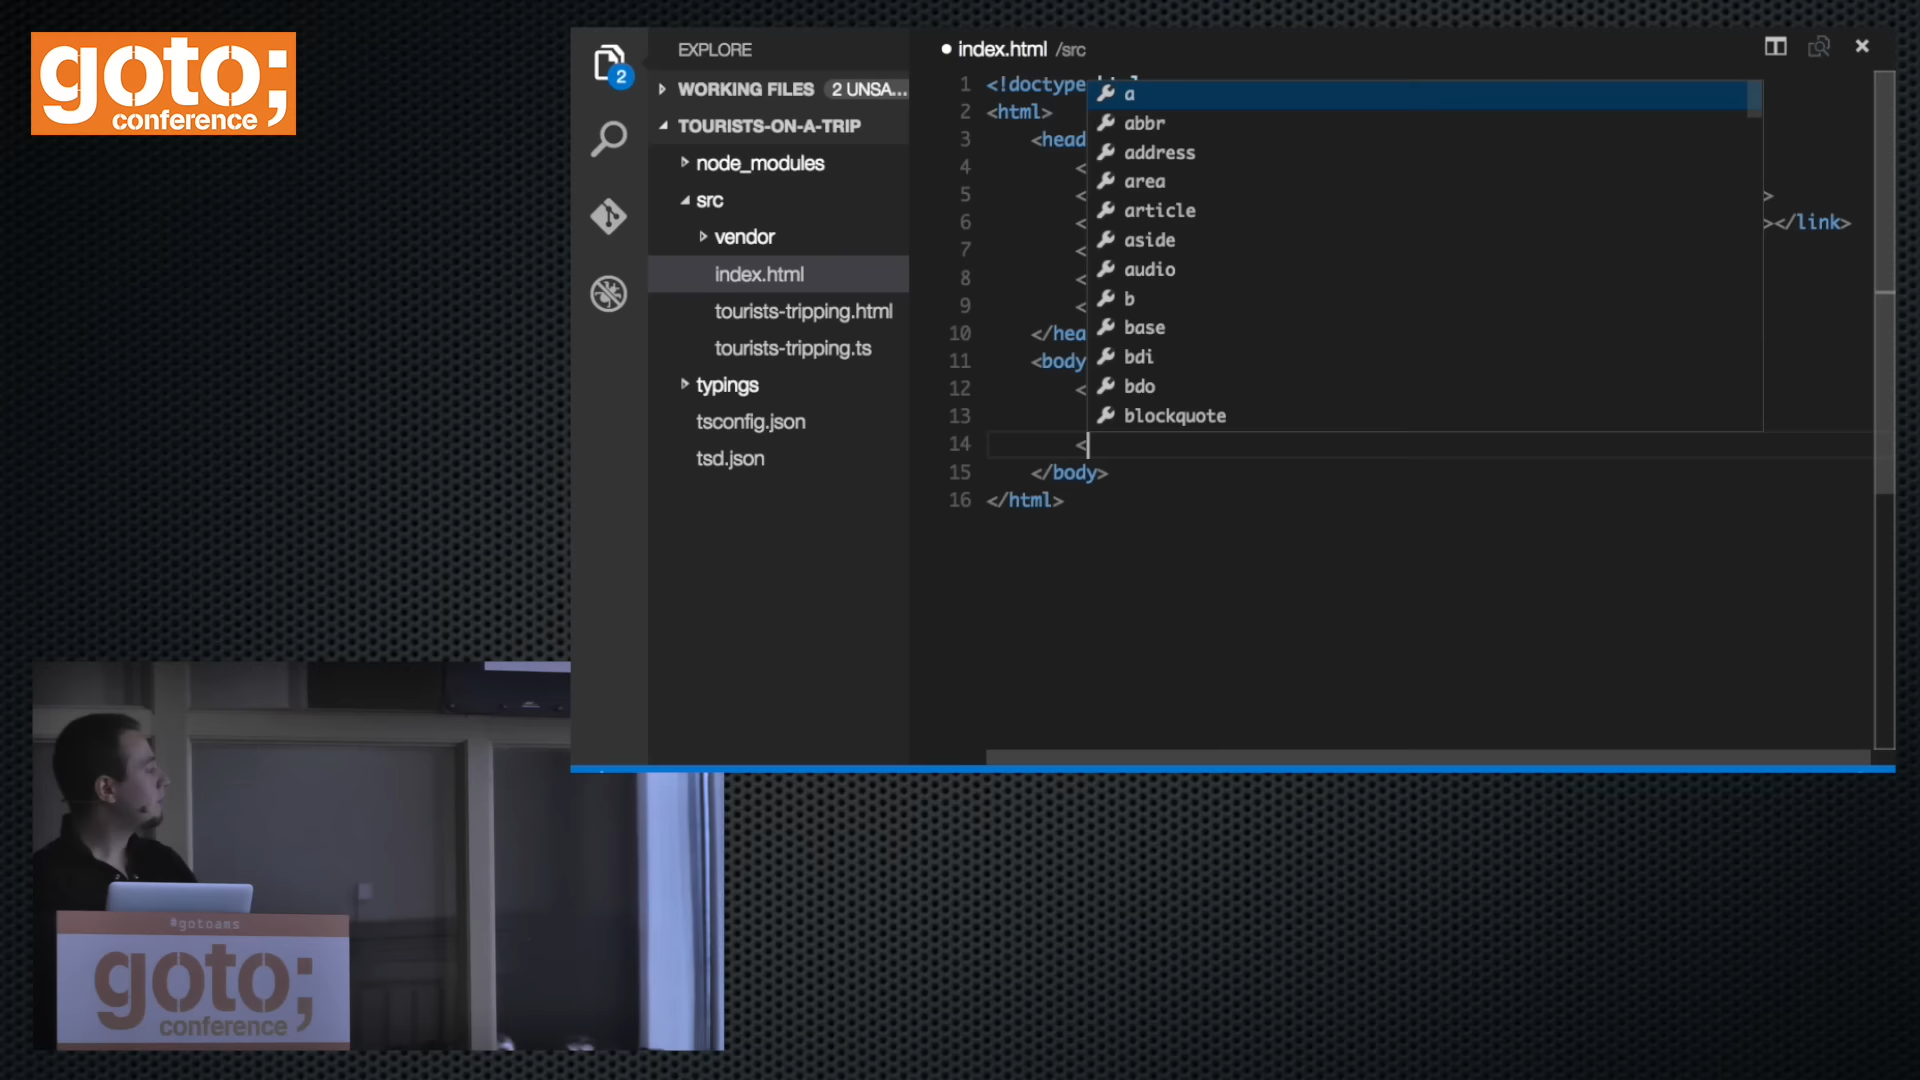 goto;
conference
EXPLORE
WORKING FILES 2 UNSA...
TOURISTS-ON-A-TRIP
node_modules
src
vendor
index.html
tourists-tripping.html
tourists-tripping.ts
typings
tsconfig.json
tsd.json
2
index.html /src
1 <!doctype
2 <html>
3 <head
4 <
5 < >
6 < ></link>
7 <
8 <
9 <
10 </hea
11 <body
12 <
13
14 <
15 </body>
16 </html>
a
abbr
address
area
article
aside
audio
b
base
bdi
bdo
blockquote
#gotoams
goto;
conference